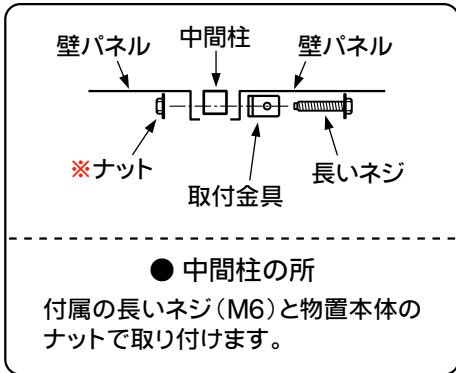 中間柱
壁パネル
壁パネル
※ナット
取付金具
長いネジ
● 中間柱の所
付属の長いネジ（M6）と物置本体の
ナットで取り付けます。